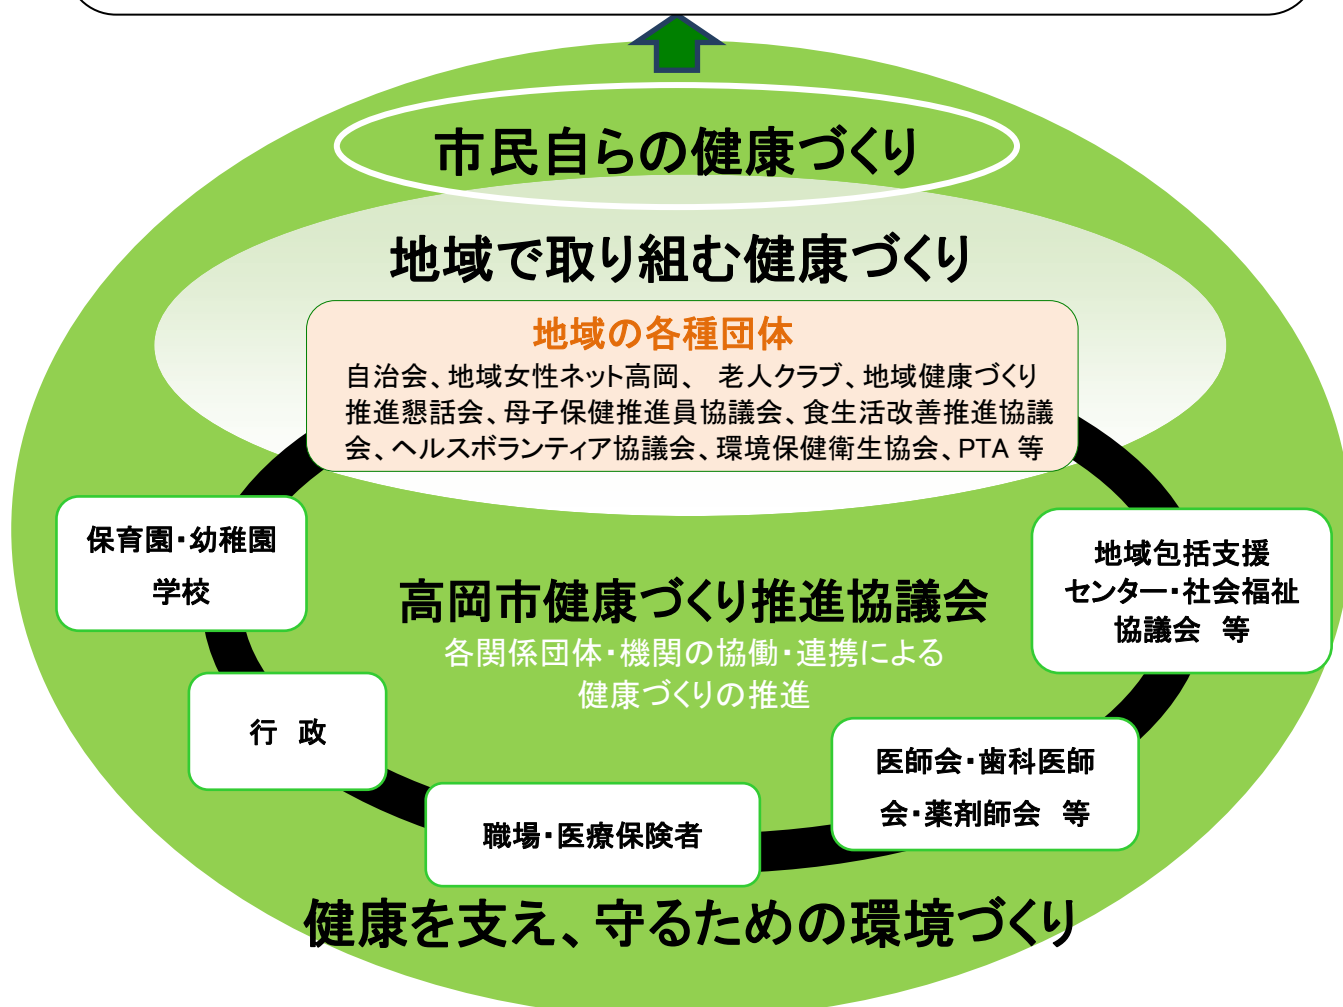 市民自らの健康づくり
地域で取り組む健康づくり
地域の各種団体
自治会、地域女性ネット高岡、 老人クラブ、地域健康づくり
推進懇話会、母子保健推進員協議会、食生活改善推進協議
会、ヘルスボランティア協議会、環境保健衛生協会、PTA 等
保育園・幼稚園
学校
地域包括支援
センター・社会福祉
協議会 等
高岡市健康づくり推進協議会
各関係団体・機関の協働・連携による
健康づくりの推進
行 政
医師会・歯科医師
会・薬剤師会 等
職場・医療保険者
健康を支え、守るための環境づくり